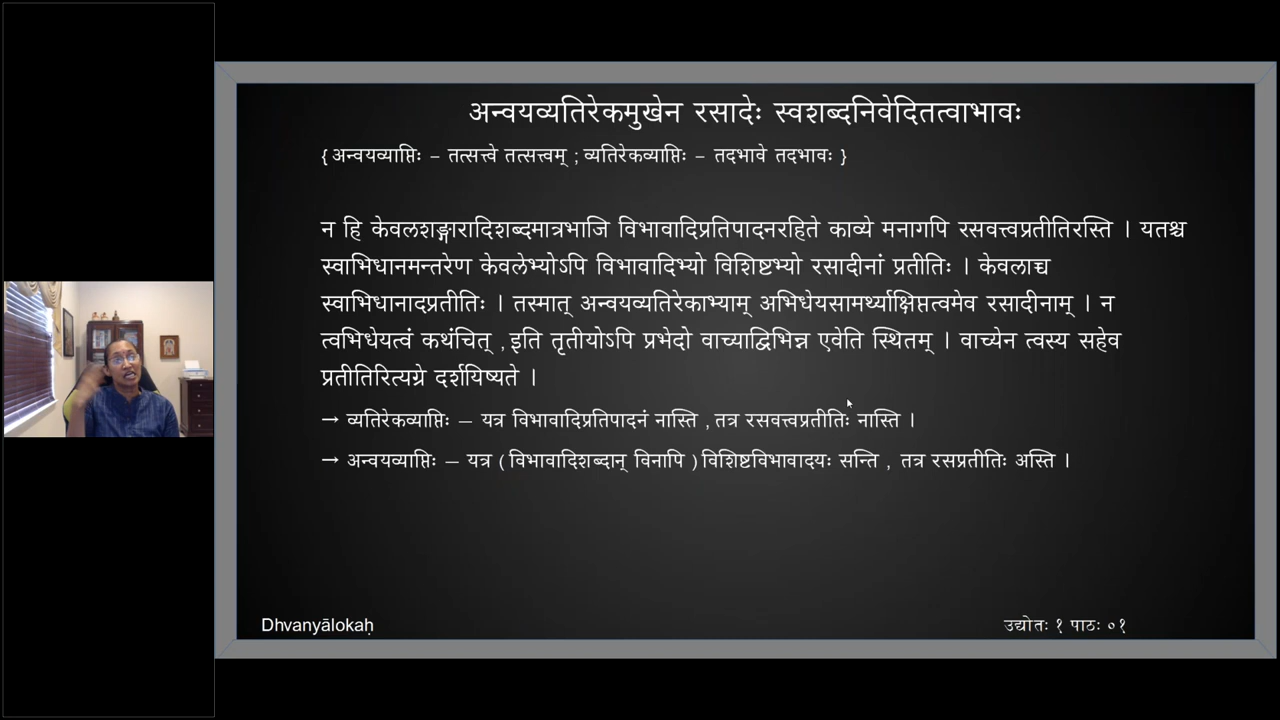 अन्वयव्यतिरेकमुखेन रसादेः स्वशब्दनिवेदितत्वाभावः
{ अन्वयव्याप्तिः – तत्सत्त्वे तत्सत्त्वम् ; व्यतिरेकव्याप्तिः – तदभावे तदभावः }
न हि केवलशृङ्गारादिशब्दमात्रभाजि विभावादिप्रतिपादनरहिते काव्ये मनागपि रसवत्त्वप्रतीतिरस्ति । यतश्च
स्वाभिधानमन्तरेण केवलेभ्योऽपि विभावादिभ्यो विशिष्टभ्यो रसादीनां प्रतीतिः । केवलाच्च
स्वाभिधानादप्रतीतिः । तस्मात् अन्वयव्यतिरेकाभ्याम् अभिधेयसामर्थ्याक्षिप्तत्वमेव रसादीनाम् । न
त्वभिधेयत्वं कथंचित् , इति तृतीयोऽपि प्रभेदो वाच्याद्विभिन्न एवेति स्थितम् । वाच्येन त्वस्य सहेव
प्रतीतिरित्यग्रे दर्शयिष्यते ।
→ व्यतिरेकव्याप्तिः – यत्र विभावादिप्रतिपादनं नास्ति , तत्र रसवत्त्वप्रतीतिः नास्ति ।
→ अन्वयव्याप्तिः – यत्र ( विभावादिशब्दान् विनापि ) विशिष्टविभावादयः सन्ति , तत्र रसप्रतीतिः अस्ति ।
Dhvanyālokaḥ
उद्योतः १ पाठः ०१